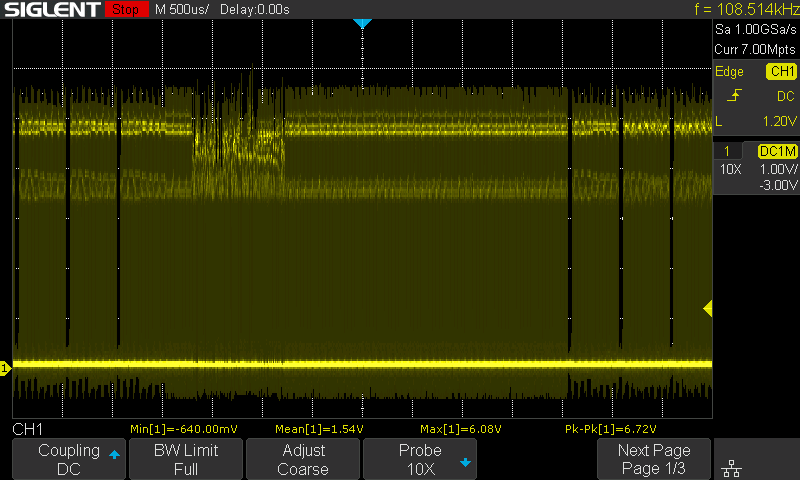 SIGLENT Stop M 500us/ Delay:0.00s f = 108.514kHz
Sa 1.00GSa/s
Curr 7.00Mpts
Edge CH1
DC
L 1.20V
1 DC1M
10X 1.00V/
-3.00V
1
CH1 Min[1]=-640.00mV Mean[1]=1.54V Max[1]=6.08V Pk-Pk[1]=6.72V
Coupling BW Limit Adjust Probe Next Page
DC Full Coarse 10X Page 1/3